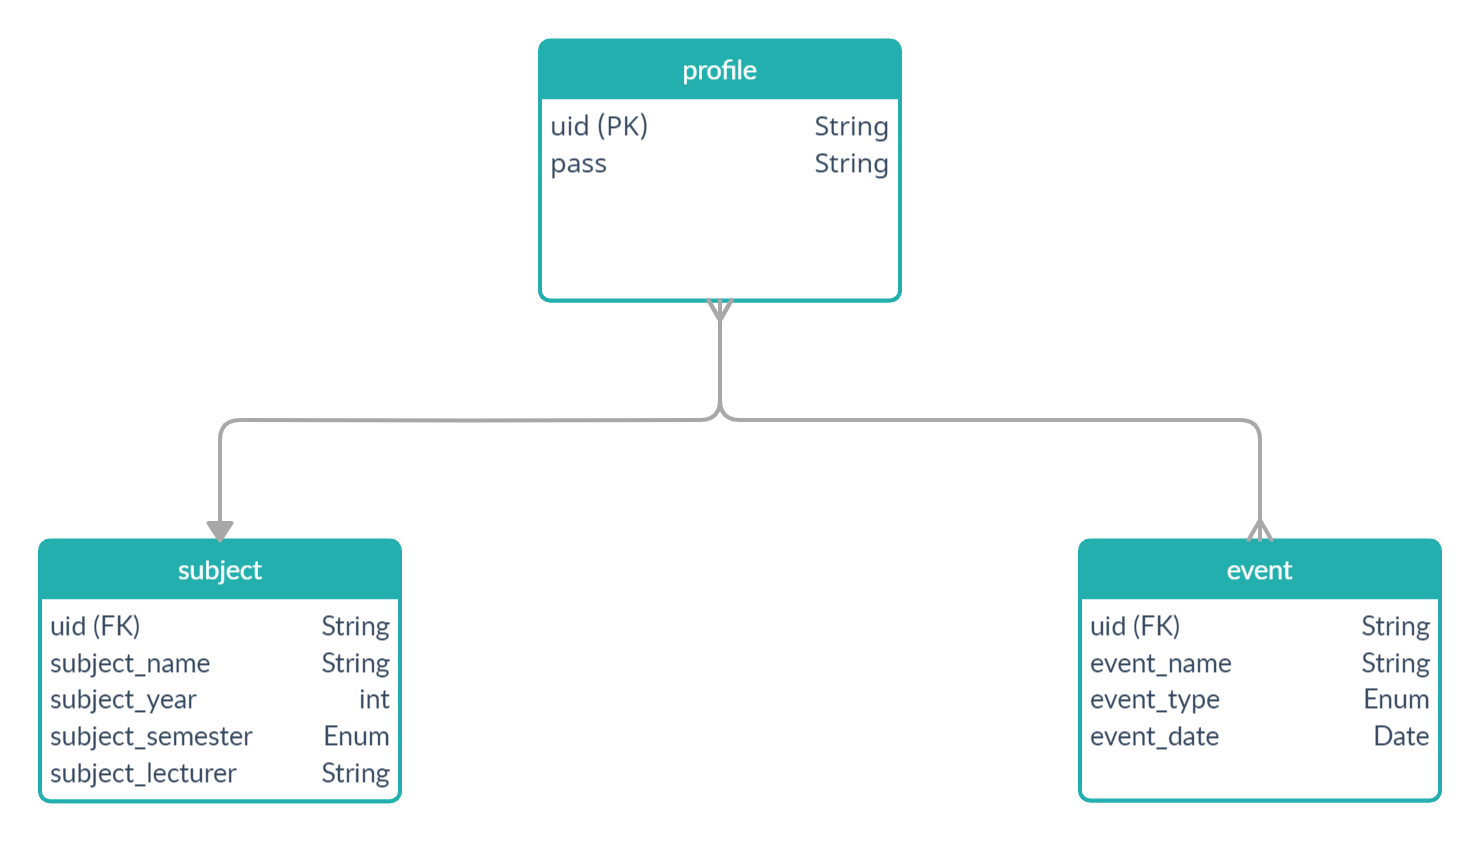 profile
uid (PK) String
pass String
subject
uid (FK) String
subject_name String
subject_year int
subject_semester Enum
subject_lecturer String
event
uid (FK) String
event_name String
event_type Enum
event_date Date